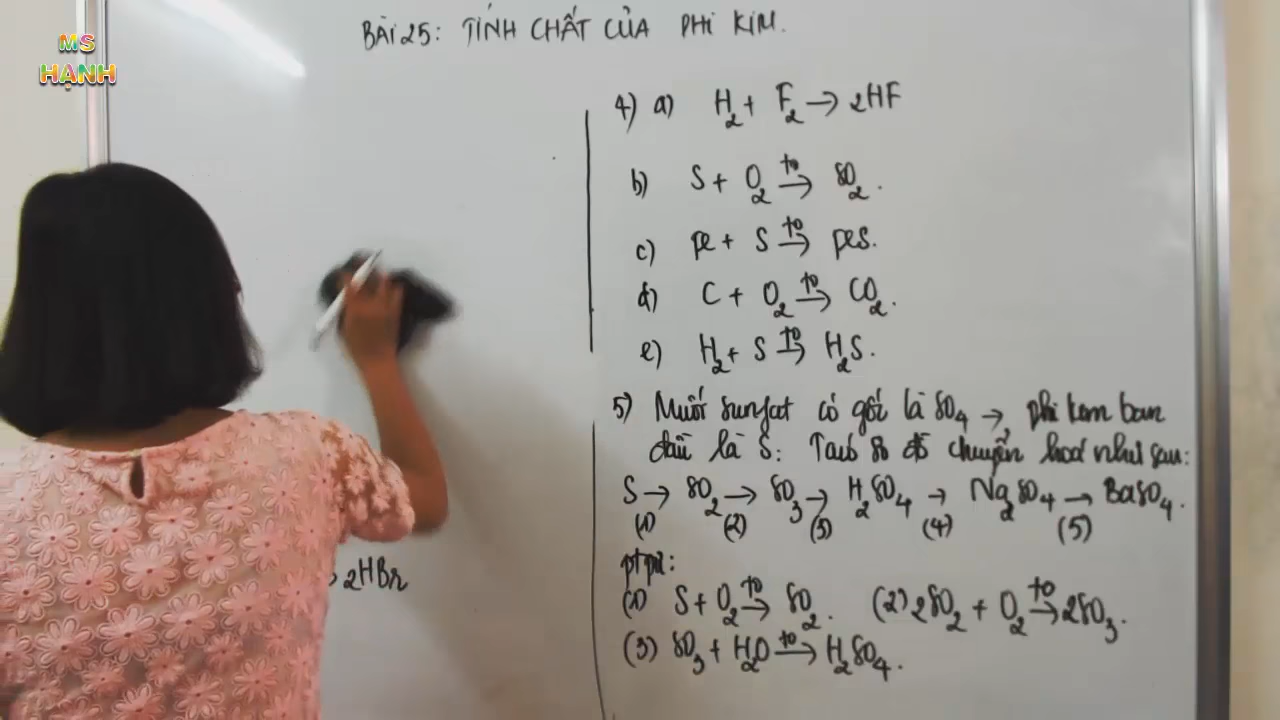 MS
HẠNH
BÀI 25: TÍNH CHẤT CỦA PHI KIM.
4) a) H₂ + F₂ → 2HF
b) S + O₂ →(t°) SO₂.
c) Fe + S →(t°) FeS.
d) C + O₂ →(t°) CO₂.
e) H₂ + S →(t°) H₂S.
5) Muối sunfat có gốc là SO₄ → phi kim ban
đầu là S: Ta có sơ đồ chuyển hoá như sau:
S → SO₂ → SO₃ → H₂SO₄ → Na₂SO₄ → BaSO₄.
(1) (2) (3) (4) (5)
ptpư:
(1) S + O₂ →(t°) SO₂. (2) 2SO₂ + O₂ →(t°) 2SO₃.
(3) SO₃ + H₂O →(t°) H₂SO₄.
2HBr